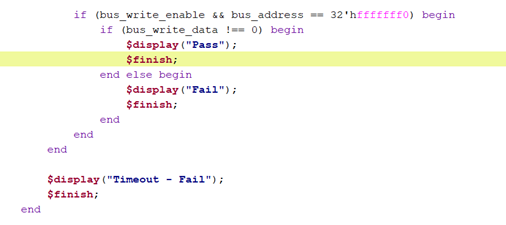 if (bus_write_enable && bus_address == 32'hfffffff0) begin
if (bus_write_data !== 0) begin
$display("Pass");
$finish;
end else begin
$display("Fail");
$finish;
end
end
end
$display("Timeout - Fail");
$finish;
end